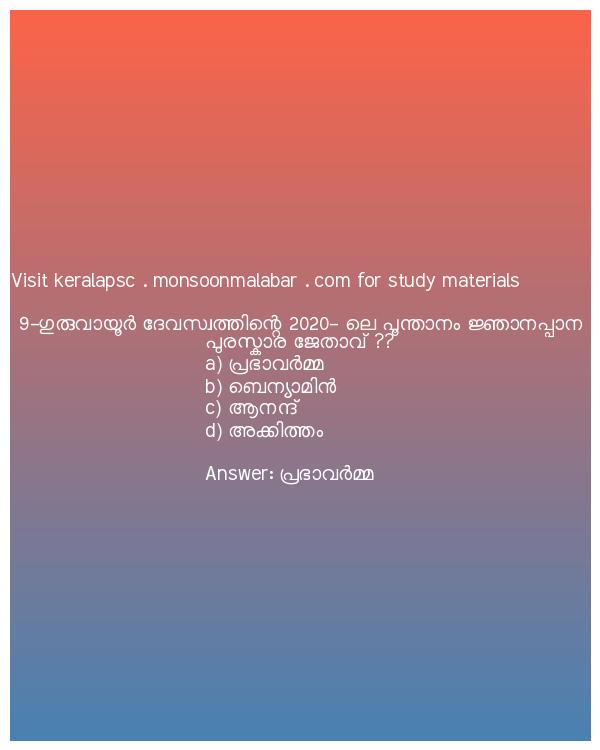 Visit keralapsc . monsoonmalabar . com for study materials
9-ഗുരുവായൂർ ദേവസ്വത്തിന്റെ 2020- ലെ പൂന്താനം ജ്ഞാനപ്പാന
പുരസ്കാര ജേതാവ് ??
a) പ്രഭാവർമ്മ
b) ബെന്യാമിൻ
c) ആനന്ദ്
d) അക്കിത്തം
Answer: പ്രഭാവർമ്മ